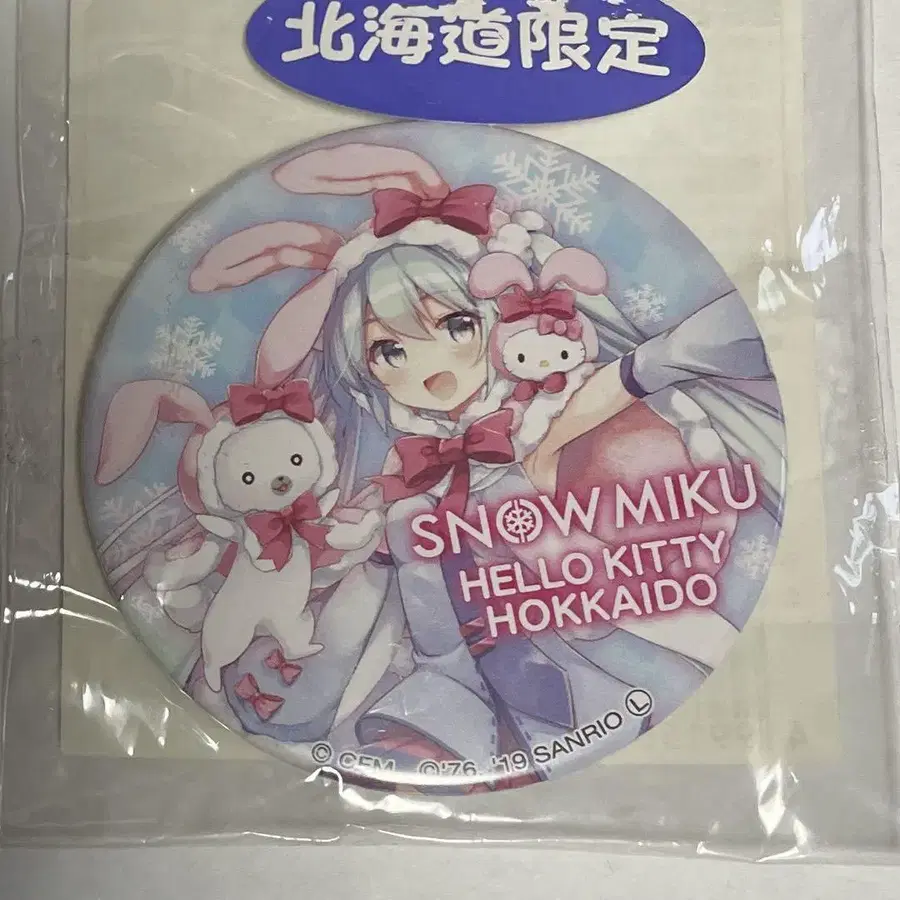 北海道限定
SNOW MIKU
HELLO KITTY
HOKKAIDO
© CFM ©'76, '19 SANRIO Ⓛ